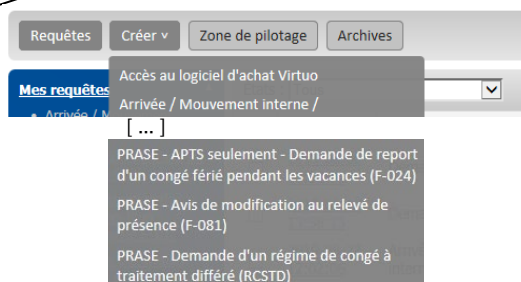 Requêtes Créer v Zone de pilotage Archives
Mes requêtes
Accès au logiciel d'achat Virtuo
Tous
Arrivée / Mouvement interne /
• Arrivée / M
[ ... ]
PRASE - APTS seulement - Demande de report
d'un congé férié pendant les vacances (F-024)
PRASE - Avis de modification au relevé de
présence (F-081)
PRASE - Demande d'un régime de congé à
traitement différé (RCSTD)